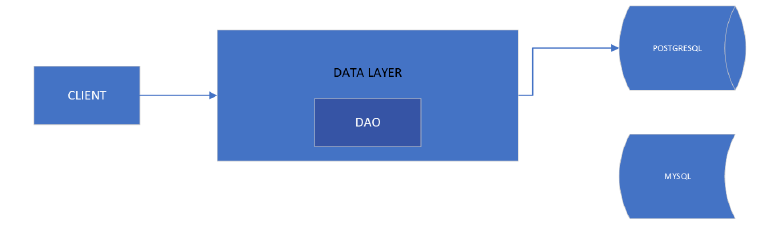 CLIENT
DATA LAYER
DAO
POSTGRESQL
MYSQL